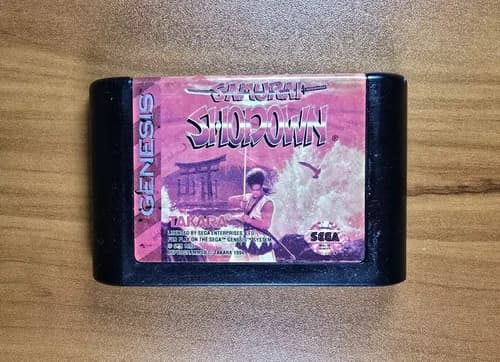 GENESIS
SAMURAI
SHODOWN
TAKARA
LICENSED BY SEGA ENTERPRISES, LTD.
FOR PLAY ON THE SEGA™ GENESIS™ SYSTEM.
TAKARA 1994
SEGA